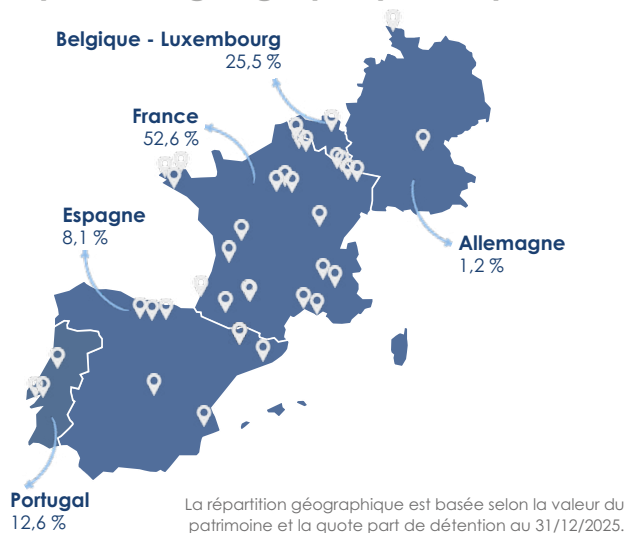 Belgique - Luxembourg
25,5 %
France
52,6 %
Espagne
8,1 %
Allemagne
1,2 %
Portugal
12,6 %
La répartition géographique est basée selon la valeur du
patrimoine et la quote part de détention au 31/12/2025.